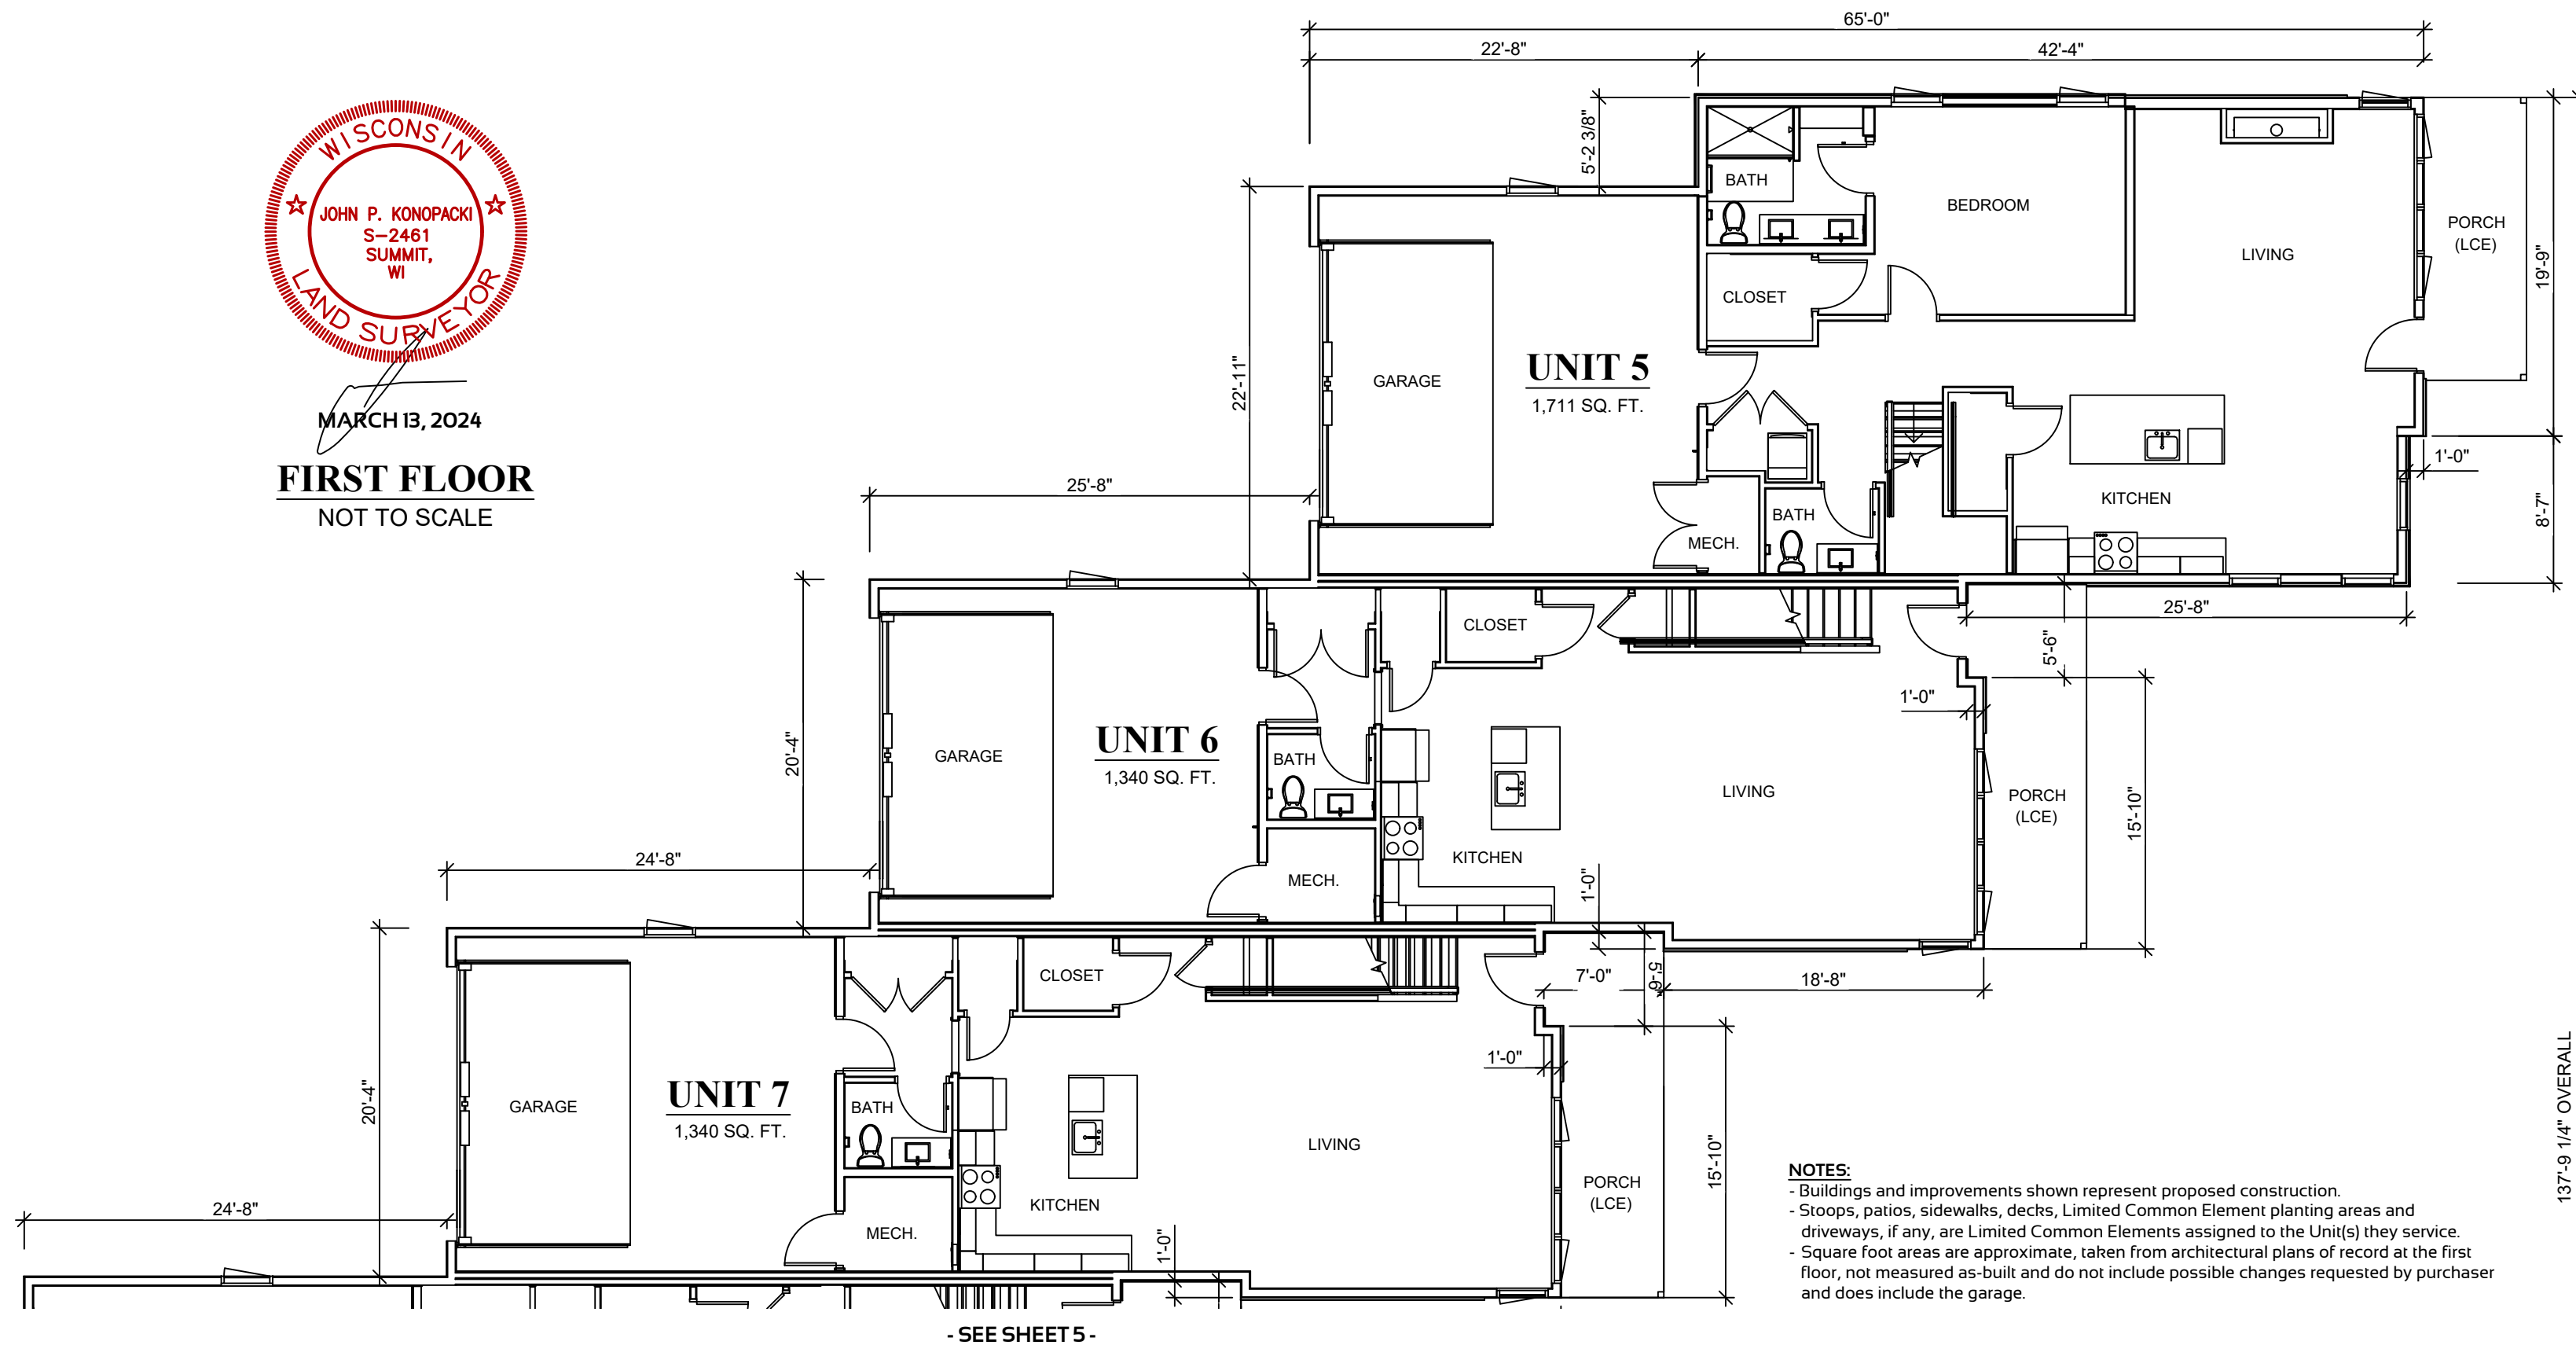 65'-0"
22'-8"
42'-4"
WISCONSIN
JOHN P. KONOPACKI
S-2461
SUMMIT,
WI
LAND SURVEYOR
MARCH 13, 2024
FIRST FLOOR
NOT TO SCALE
5'-2 3/8"
BATH
BEDROOM
LIVING
PORCH
(LCE)
19'-9"
CLOSET
22'-11"
GARAGE
UNIT 5
1,711 SQ. FT.
1'-0"
KITCHEN
8'-7"
BATH
MECH.
25'-8"
25'-8"
CLOSET
5'-6"
1'-0"
20'-4"
GARAGE
UNIT 6
1,340 SQ. FT.
BATH
LIVING
PORCH
(LCE)
15'-10"
KITCHEN
MECH.
1'-0"
24'-8"
CLOSET
7'-0"
5'-6"
18'-8"
1'-0"
20'-4"
GARAGE
UNIT 7
1,340 SQ. FT.
BATH
LIVING
PORCH
(LCE)
15'-10"
KITCHEN
MECH.
1'-0"
24'-8"
137'-9 1/4" OVERALL
NOTES:
- Buildings and improvements shown represent proposed construction.
- Stoops, patios, sidewalks, decks, Limited Common Element planting areas and
driveways, if any, are Limited Common Elements assigned to the Unit(s) they service.
- Square foot areas are approximate, taken from architectural plans of record at the first
floor, not measured as-built and do not include possible changes requested by purchaser
and does include the garage.
- SEE SHEET 5 -